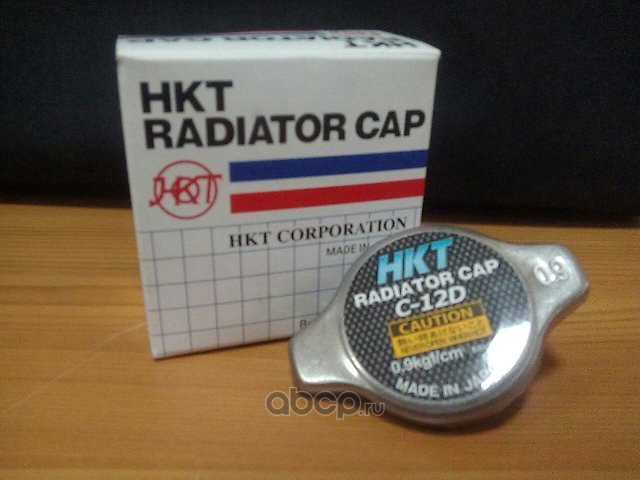 HKT
RADIATOR CAP
HKT
HKT CORPORATION
MADE IN
HKT
RADIATOR CAP
C-12D
CAUTION
0.9kgf/cm
MADE IN
0.9
abcp.ru